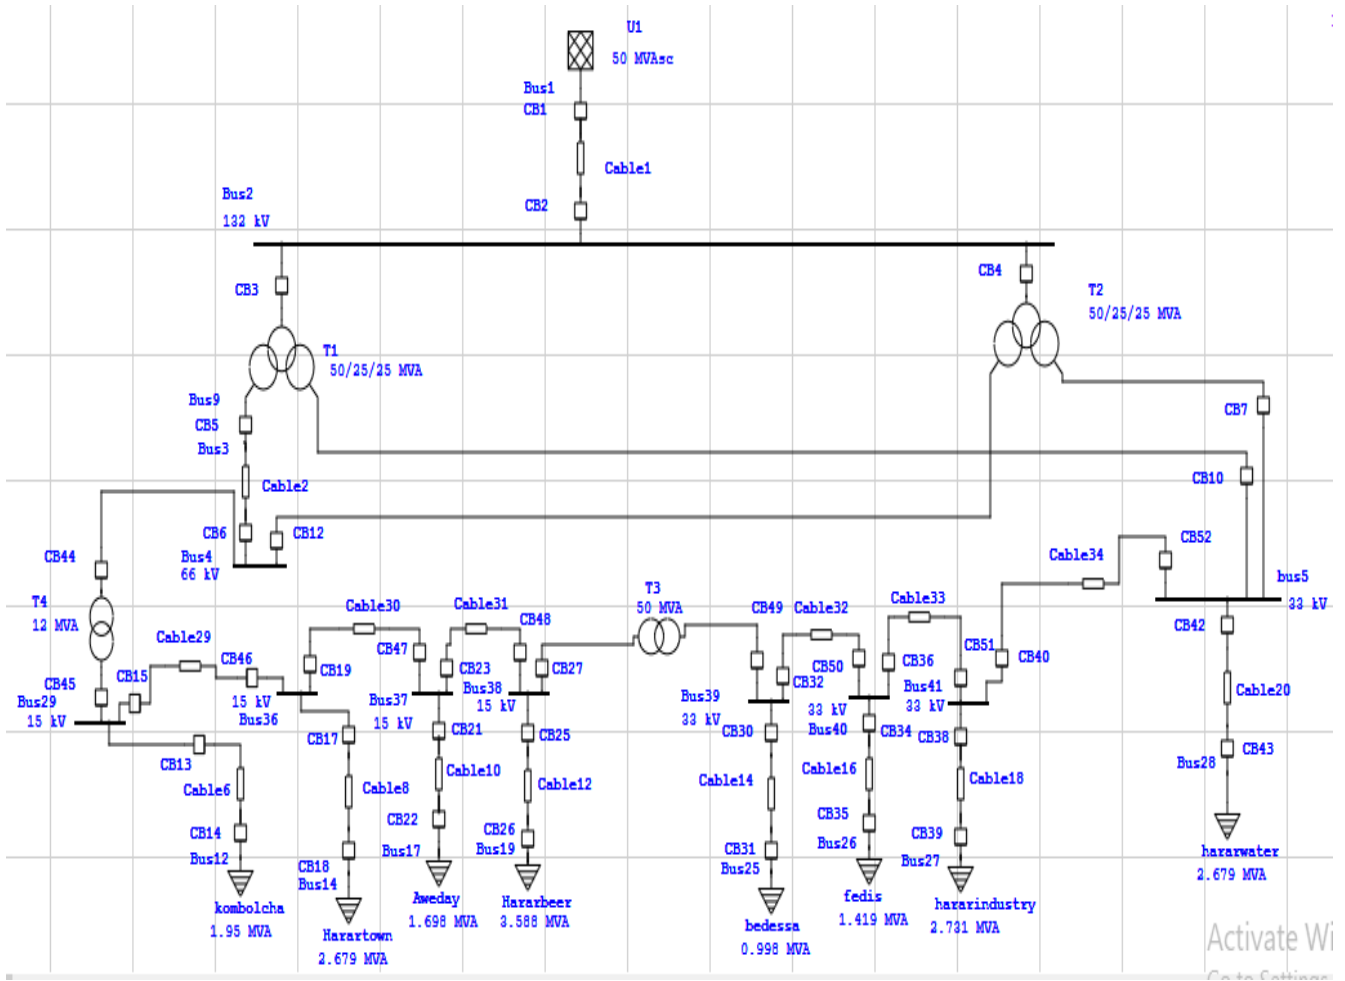 U1
50 MVAsc
Bus1
CB1
Cable1
Bus2
132 kV
CB2
CB3
CB4
T2
50/25/25 MVA
T1
50/25/25 MVA
Bus9
CB5
Bus3
CB7
Cable2
CB10
CB6
CB12
CB44
Bus4
66 kV
Cable34
CB52
bus5
33 kV
T4
12 MVA
T3
50 MVA
Cable30
Cable31
CB48
CB49
Cable32
Cable33
CB42
Cable29
CB46
CB19
CB47
CB23
CB27
CB50
CB36
CB51
CB40
CB45
CB15
Bus29
15 kV
15 kV
Bus36
Bus37
15 kV
Bus38
15 kV
Bus39
33 kV
CB32
33 kV
Bus40
Bus41
33 kV
Cable20
CB17
CB21
CB25
CB30
CB34
CB38
CB43
Bus28
CB13
Cable6
Cable8
Cable10
Cable12
Cable14
Cable16
Cable18
CB14
Bus12
CB18
Bus14
CB22
Bus17
CB26
Bus19
CB31
Bus25
CB35
Bus26
CB39
Bus27
kombolcha
1.95 MVA
Harartown
2.679 MVA
Aweday
1.698 MVA
Hararbeer
3.588 MVA
bedessa
0.998 MVA
fedis
1.419 MVA
hararindustry
2.731 MVA
hararwater
2.679 MVA
Activate Wi